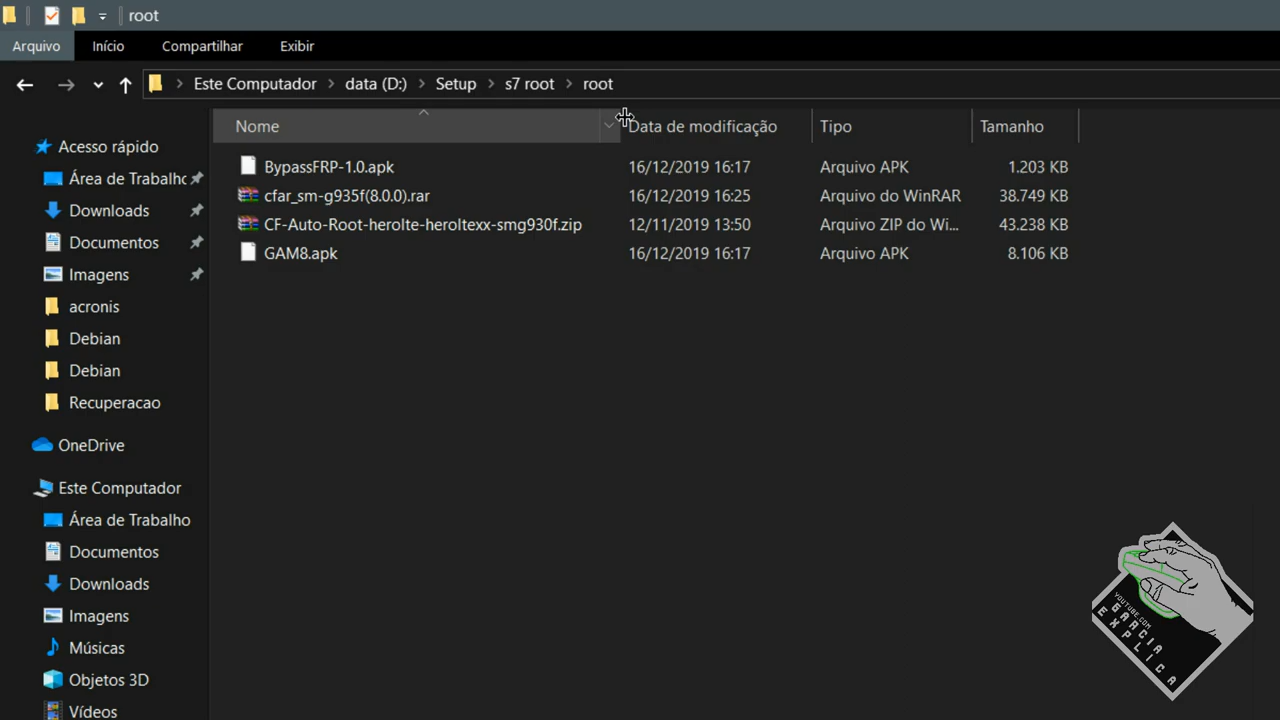 root
Arquivo Início Compartilhar Exibir
Este Computador data (D:) Setup s7 root root
Nome Data de modificação Tipo Tamanho
BypassFRP-1.0.apk 16/12/2019 16:17 Arquivo APK 1.203 KB
cfar_sm-g935f(8.0.0).rar 16/12/2019 16:25 Arquivo do WinRAR 38.749 KB
CF-Auto-Root-herolte-heroltexx-smg930f.zip 12/11/2019 13:50 Arquivo ZIP do Wi... 43.238 KB
GAM8.apk 16/12/2019 16:17 Arquivo APK 8.106 KB
Acesso rápido
Área de Trabalho
Downloads
Documentos
Imagens
acronis
Debian
Debian
Recuperacao
OneDrive
Este Computador
Área de Trabalho
Documentos
Downloads
Imagens
Músicas
Objetos 3D
Vídeos
YOUTUBE.COM
GARCIA
EXPLICA